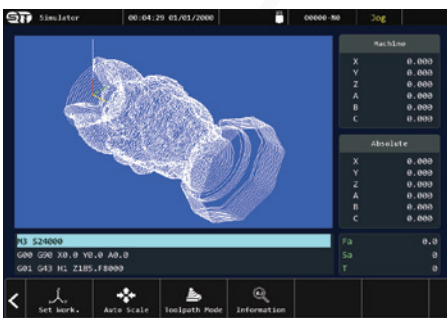 Simulator 00:04:29 01/01/2000 00000-N0 Jog
Machine
X 0.000
Y 0.000
Z 0.000
A 0.000
B 0.000
C 0.000
Absolute
X 0.000
Y 0.000
Z 0.000
A 0.000
B 0.000
C 0.000
M3 S24000
G00 G90 X0.0 Y0.0 A0.0
G01 G43 H1 Z185.F8000
Fa 0.0
Sa 0
T 0
Set Work. Auto Scale Toolpath Mode Information